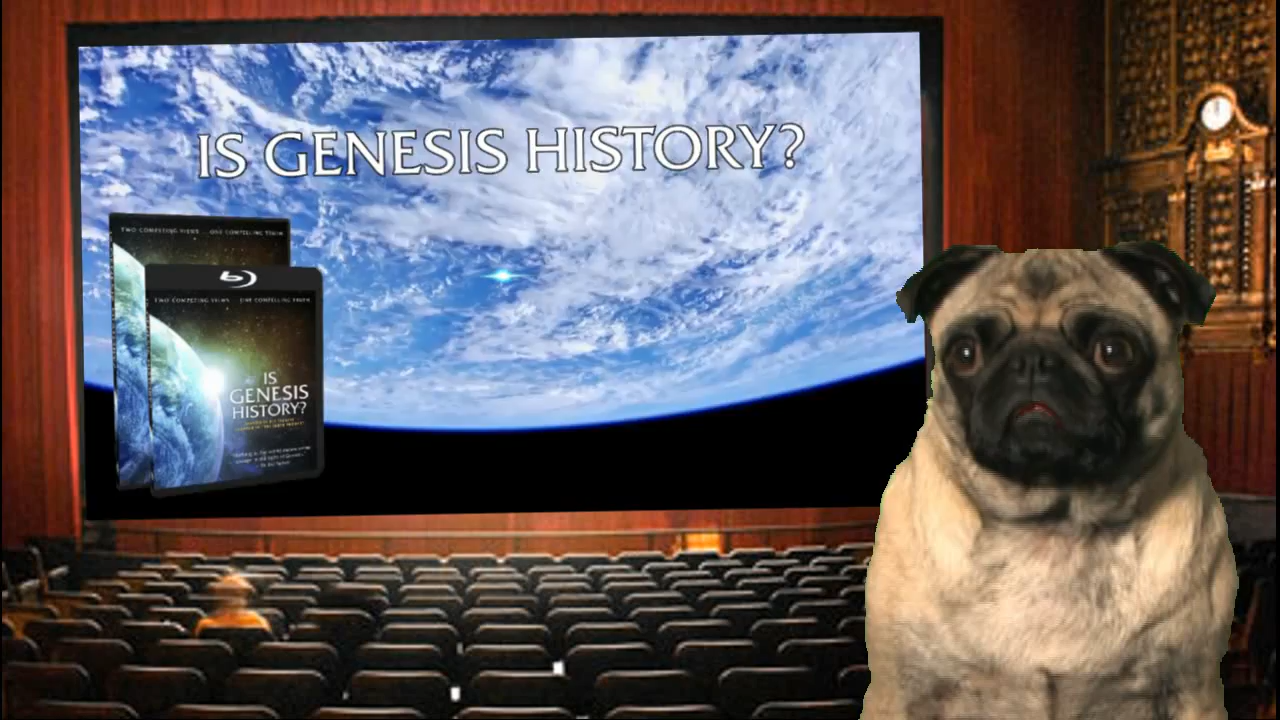 IS GENESIS HISTORY?
TWO COMPETING VIEWS ... ONE COMPELLING TRUTH
TWO COMPETING VIEWS ... ONE COMPELLING TRUTH
IS
GENESIS
HISTORY?